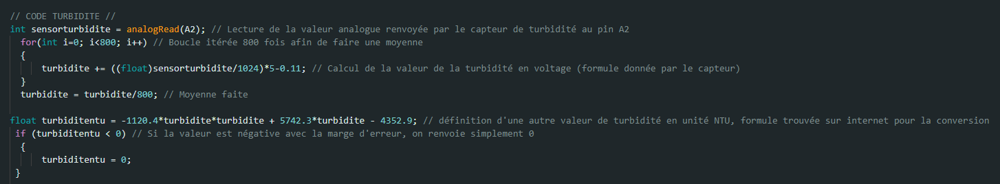 // CODE TURBIDITE //
int sensorturbidite = analogRead(A2); // Lecture de la valeur analogue renvoyée par le capteur de turbidité au pin A2
for(int i=0; i<800; i++) // Boucle itérée 800 fois afin de faire une moyenne
{
turbidite += ((float)sensorturbidite/1024)*5-0.11; // Calcul de la valeur de la turbidité en voltage (formule donnée par le capteur)
}
turbidite = turbidite/800; // Moyenne faite
float turbiditentu = -1120.4*turbidite*turbidite + 5742.3*turbidite - 4352.9; // définition d'une autre valeur de turbidité en unité NTU, formule trouvée sur internet pour la conversion
if (turbiditentu < 0) // Si la valeur est négative avec la marge d'erreur, on renvoie simplement 0
{
turbiditentu = 0;
}